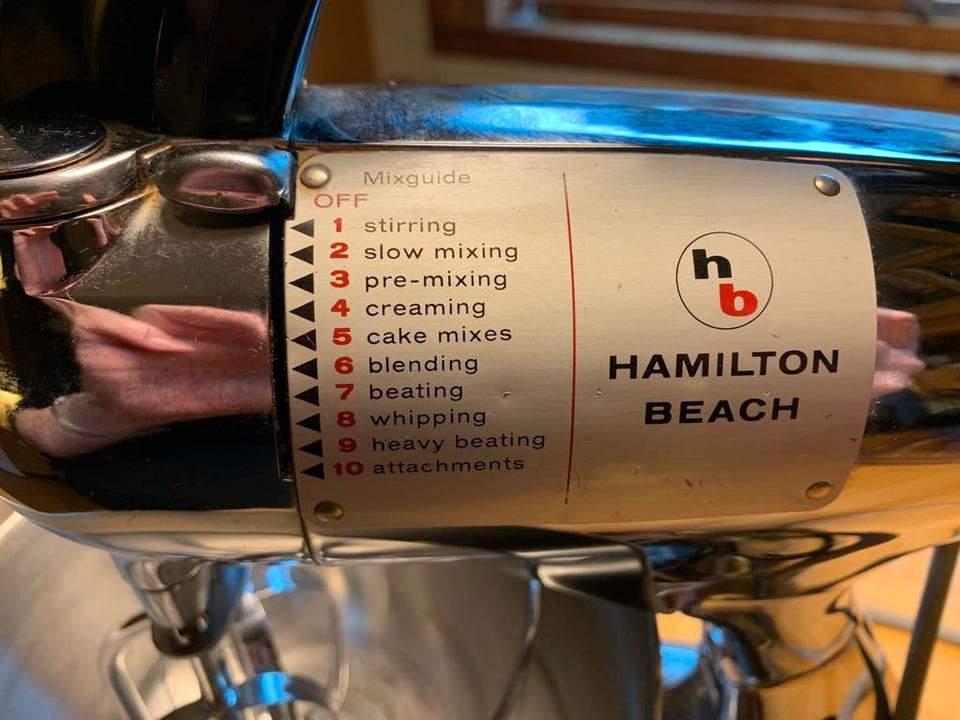 Mixguide
OFF
1 stirring
2 slow mixing
3 pre-mixing
4 creaming
5 cake mixes
6 blending
7 beating
8 whipping
9 heavy beating
10 attachments
h
b
HAMILTON
BEACH